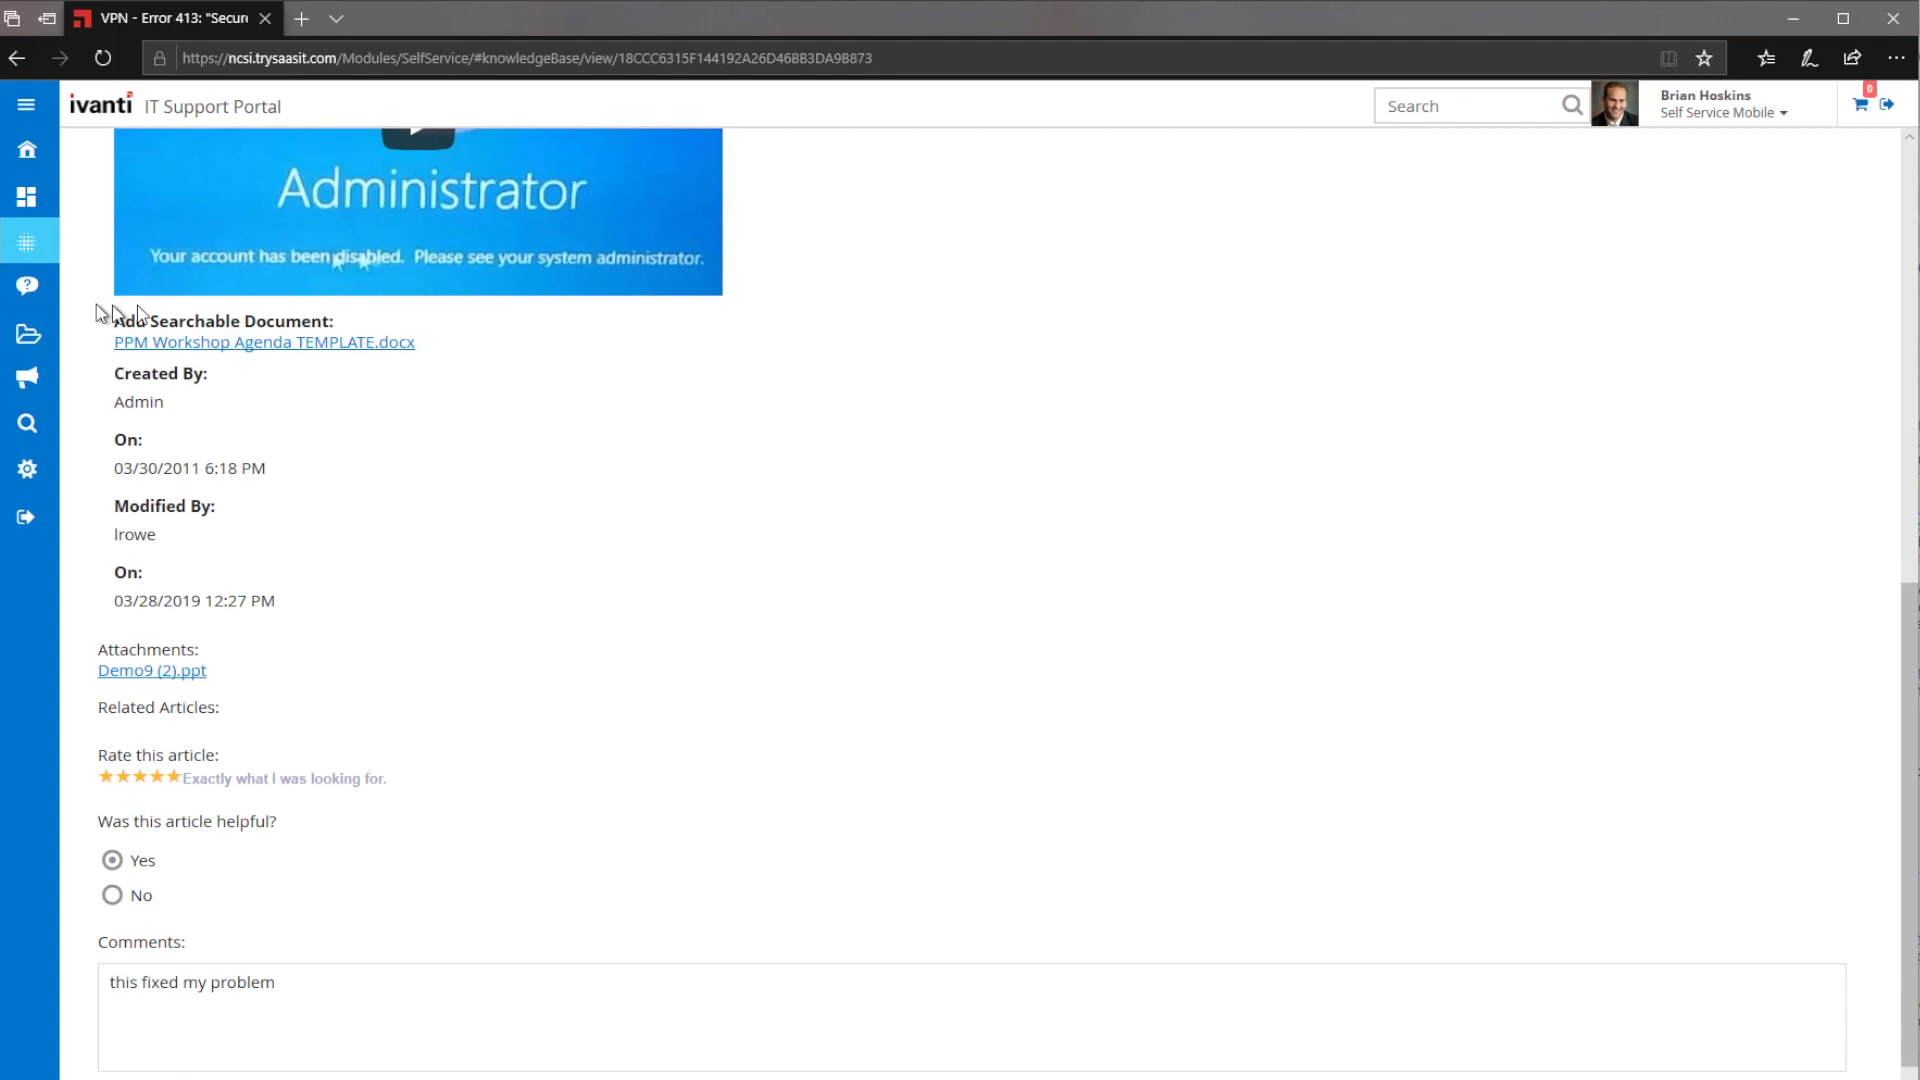 VPN - Error 413: "Secure
https://ncsi.trysaasit.com/Modules/SelfService/#knowledgeBase/view/18CCC6315F144192A26D46BB3DA9B873
ivanti IT Support Portal
Search
Brian Hoskins
Self Service Mobile
0
Administrator
Your account has been disabled. Please see your system administrator.
Add Searchable Document:
PPM Workshop Agenda TEMPLATE.docx
Created By:
Admin
On:
03/30/2011 6:18 PM
Modified By:
lrowe
On:
03/28/2019 12:27 PM
Attachments:
Demo9 (2).ppt
Related Articles:
Rate this article:
Exactly what I was looking for.
Was this article helpful?
Yes
No
Comments:
this fixed my problem